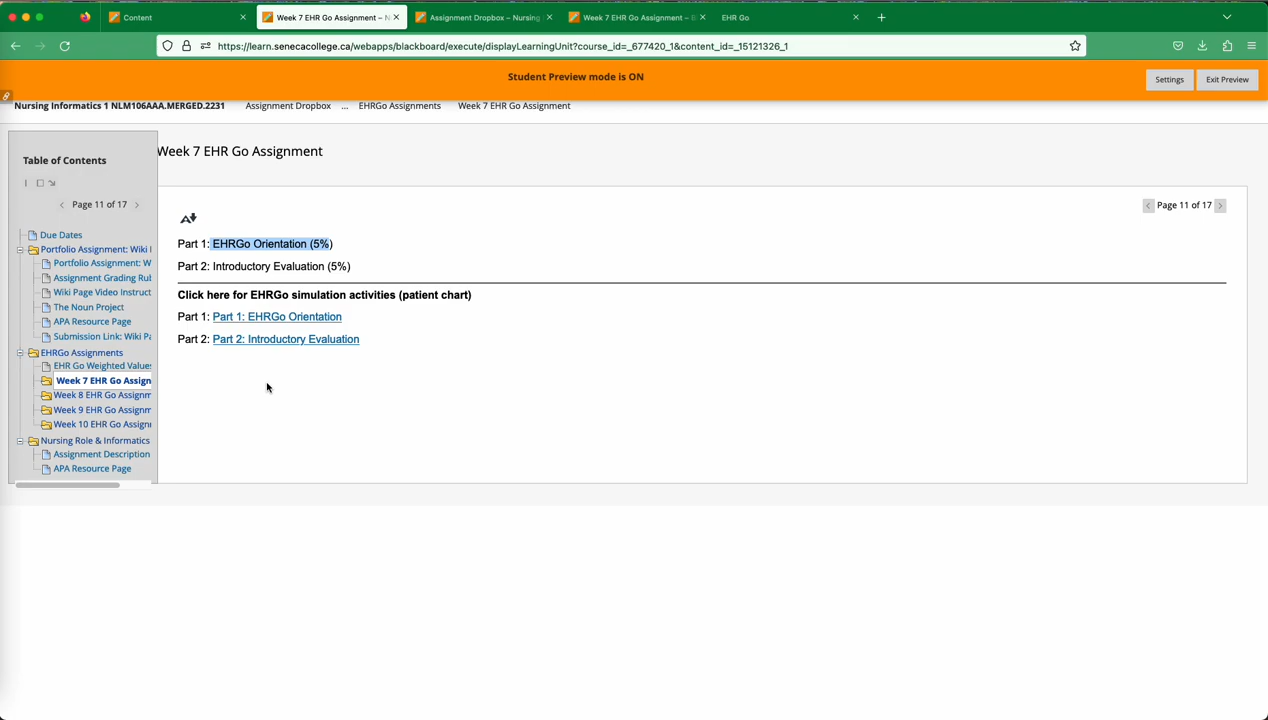 Content
Week 7 EHR Go Assignment – N
Assignment Dropbox – Nursing
Week 7 EHR Go Assignment –
EHR Go
https://learn.senecacollege.ca/webapps/blackboard/execute/displayLearningUnit?course_id=_677420_1&content_id=_15121326_1
Student Preview mode is ON
Settings
Exit Preview
Nursing Informatics 1 NLM106AAA.MERGED.2231
Assignment Dropbox
...
EHRGo Assignments
Week 7 EHR Go Assignment
Week 7 EHR Go Assignment
Table of Contents
Page 11 of 17
Due Dates
Portfolio Assignment: Wiki
Portfolio Assignment: W
Assignment Grading Rub
Wiki Page Video Instruct
The Noun Project
APA Resource Page
Submission Link: Wiki Pa
EHRGo Assignments
EHR Go Weighted Values
Week 7 EHR Go Assign
Week 8 EHR Go Assignm
Week 9 EHR Go Assignm
Week 10 EHR Go Assign
Nursing Role & Informatics
Assignment Description
APA Resource Page
Page 11 of 17
Part 1: EHRGo Orientation (5%)
Part 2: Introductory Evaluation (5%)
Click here for EHRGo simulation activities (patient chart)
Part 1: Part 1: EHRGo Orientation
Part 2: Part 2: Introductory Evaluation